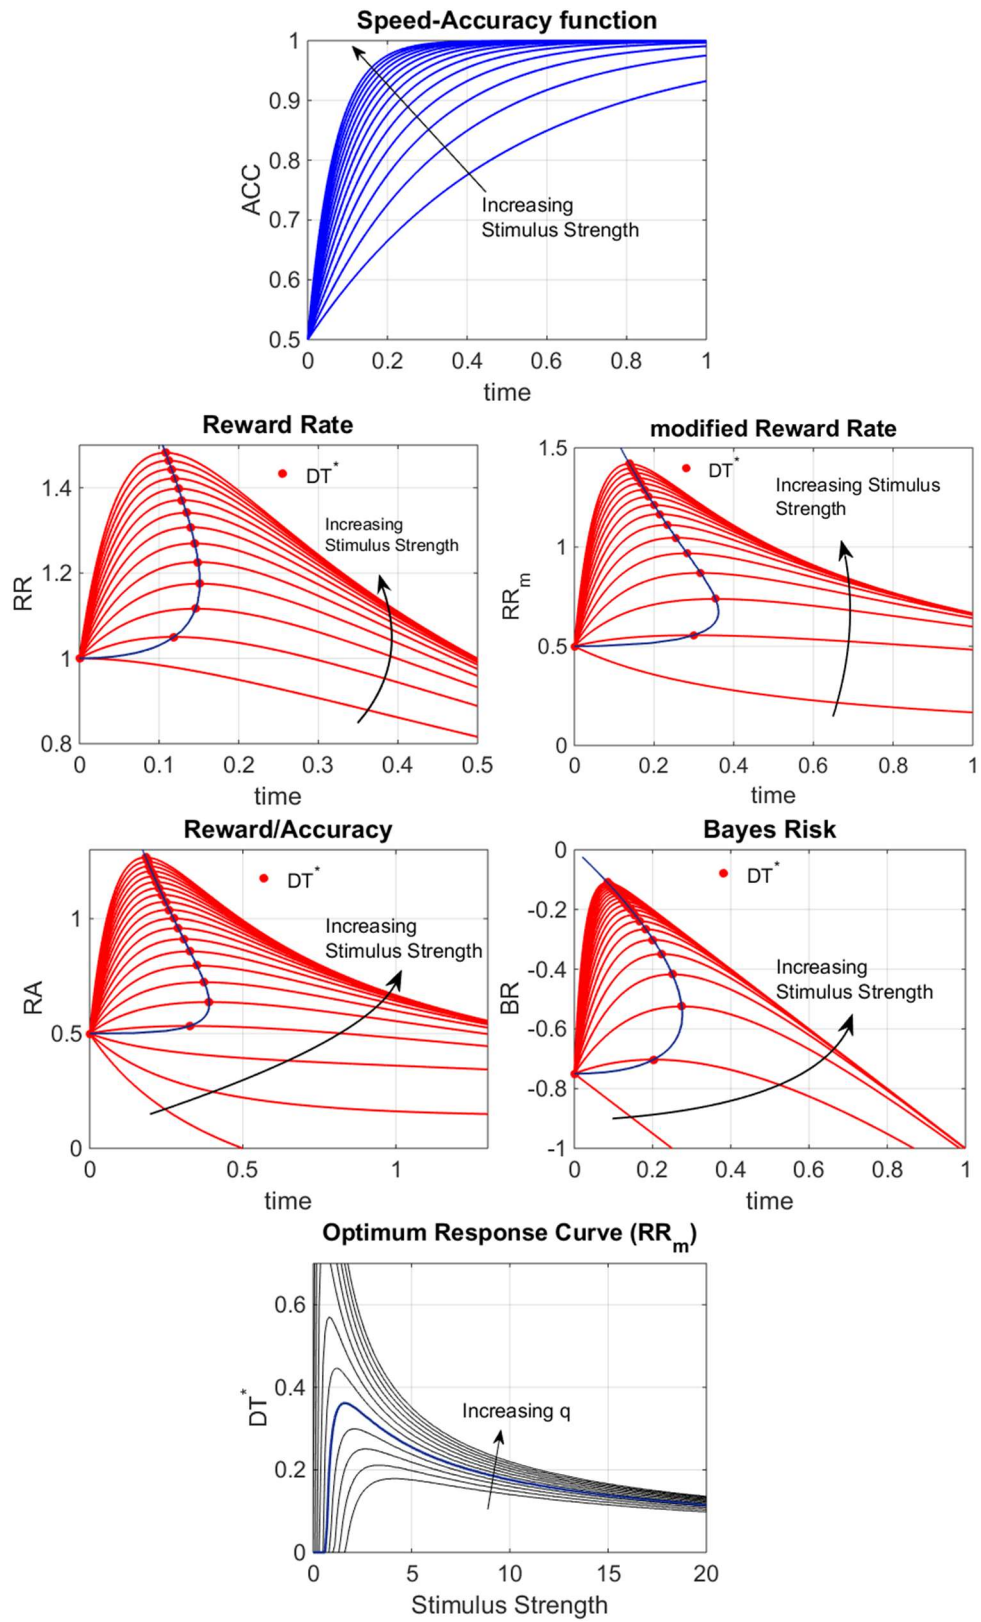 Speed-Accuracy function
1
0.9
0.8
0.7
0.6
0.5
ACC
Increasing
Stimulus Strength
0 0.2 0.4 0.6 0.8 1
time
Reward Rate
1.4
1.2
1
0.8
RR
DT*
Increasing
Stimulus Strength
0 0.1 0.2 0.3 0.4 0.5
time
modified Reward Rate
1.5
1
0.5
0
RRm
DT*
Increasing Stimulus
Strength
0 0.2 0.4 0.6 0.8 1
time
Reward/Accuracy
1
0.5
0
RA
DT*
Increasing
Stimulus Strength
0 0.5 1
time
Bayes Risk
0
-0.2
-0.4
-0.6
-0.8
-1
BR
DT*
Increasing
Stimulus Strength
0 0.2 0.4 0.6 0.8 1
time
Optimum Response Curve (RRm)
0.6
0.4
0.2
0
DT*
Increasing q
0 5 10 15 20
Stimulus Strength